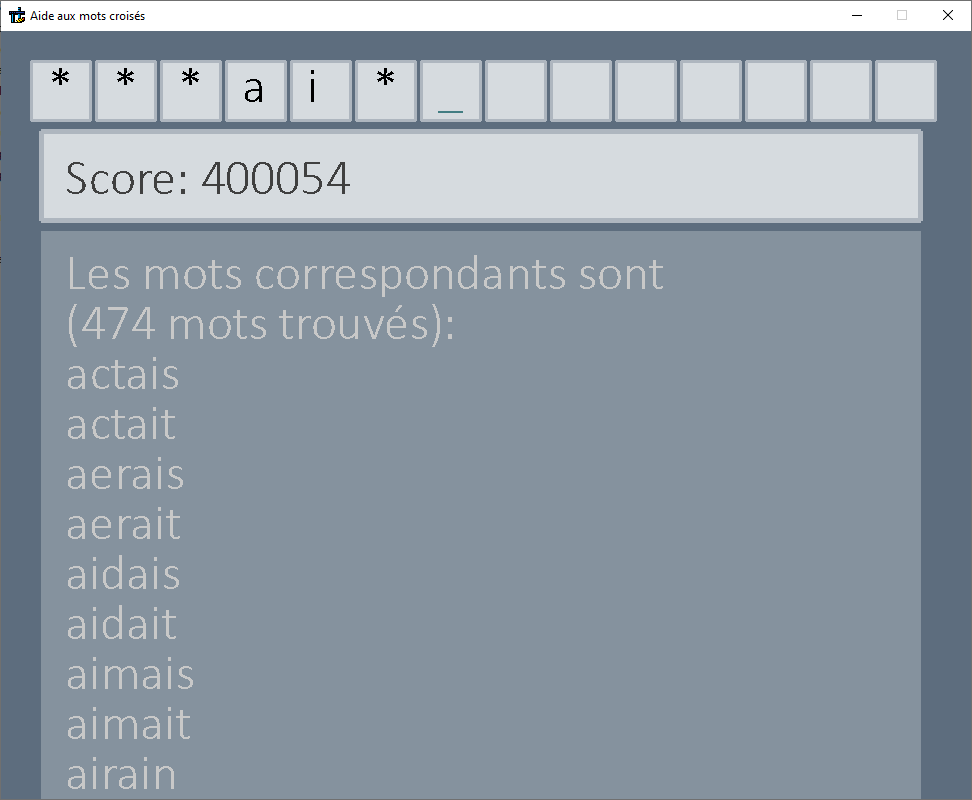 Aide aux mots croisés
* * * a i * _
Score: 400054
Les mots correspondants sont
(474 mots trouvés):
actais
actait
aerais
aerait
aidais
aidait
aimais
aimait
airain